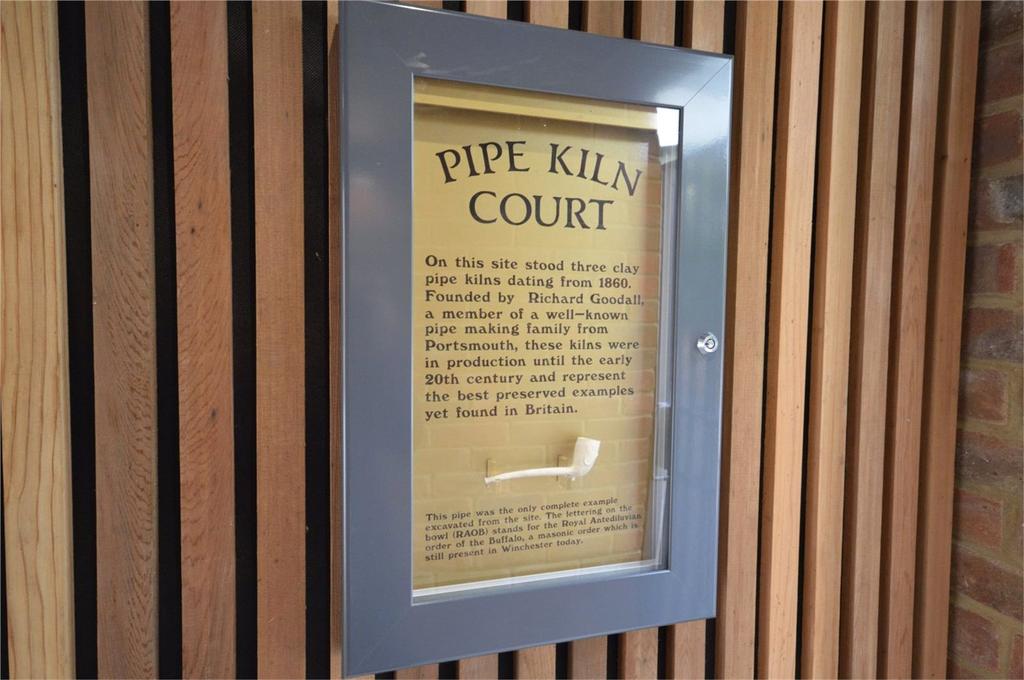 PIPE KILN
COURT
On this site stood three clay
pipe kilns dating from 1860.
Founded by Richard Goodall,
a member of a well-known
pipe making family from
Portsmouth, these kilns were
in production until the early
20th century and represent
the best preserved examples
yet found in Britain.
This pipe was the only complete example
excavated from the site. The lettering on the
bowl (RAOB) stands for the Royal Antediluvian
order of the Buffalo, a masonic order which is
still present in Winchester today.